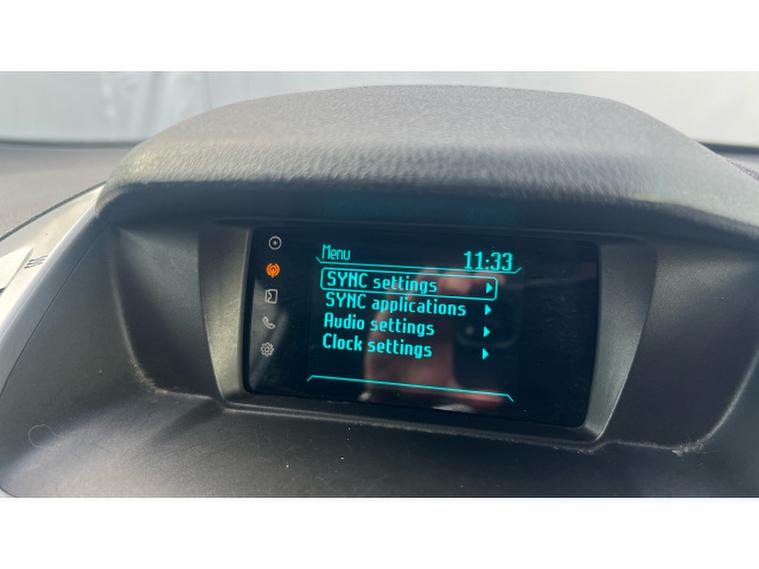 Menu 11:33
SYNC settings
SYNC applications
Audio settings
Clock settings